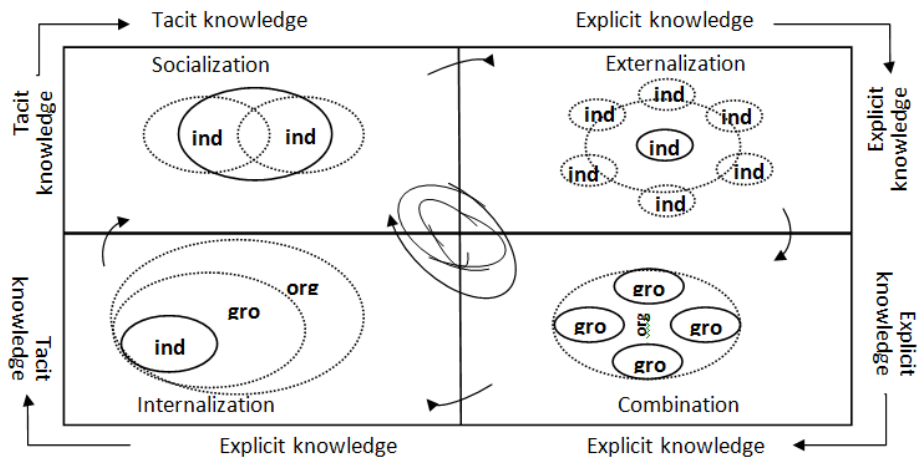 Tacit knowledge
Explicit knowledge
Tacit
knowledge
Socialization
ind
ind
Externalization
ind
ind
ind
ind
ind
ind
ind
Explicit
knowledge
Tacit
knowledge
org
gro
ind
Internalization
gro
gro
org
gro
gro
Combination
Explicit
knowledge
Explicit knowledge
Explicit knowledge